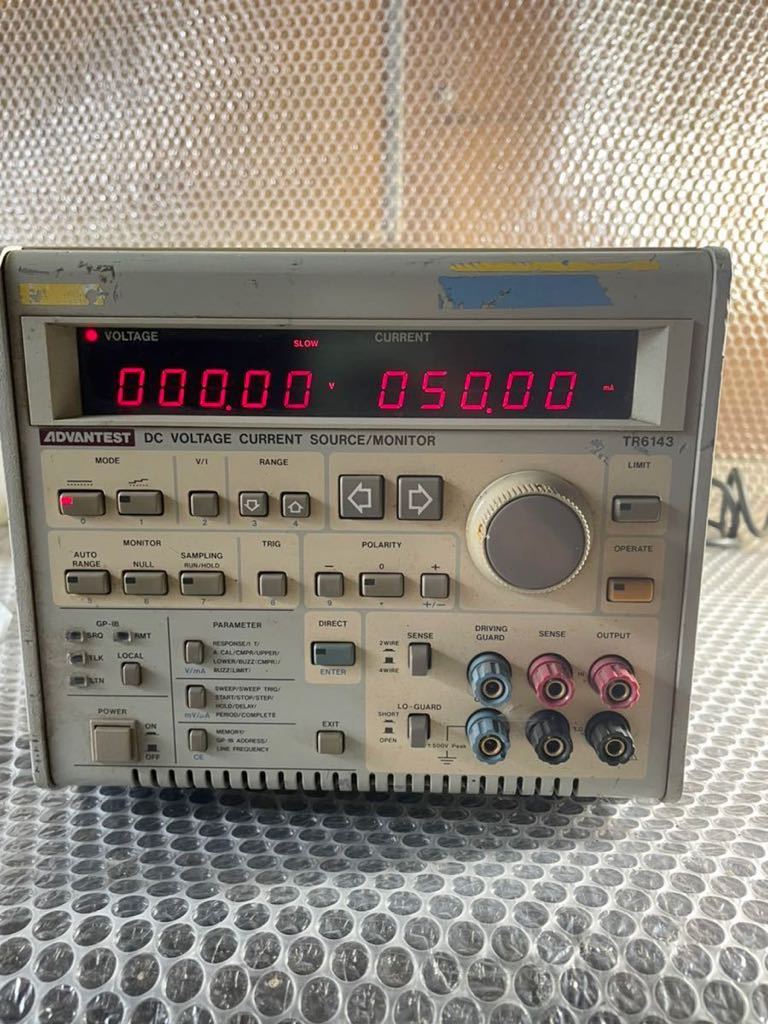 VOLTAGE SLOW CURRENT
000.00 V 050.00 mA
ADVANTEST DC VOLTAGE CURRENT SOURCE/MONITOR TR6143
MODE V/I RANGE LIMIT
0 1 2 3 4
MONITOR TRIG POLARITY OPERATE
AUTO RANGE NULL SAMPLING RUN/HOLD − 0 +
5 6 7 8 9 • +/−
GP-IB PARAMETER DIRECT
SRQ RMT
TLK LOCAL
LTN
RESPONSE/I T/
A.CAL/CMPR/UPPER/
LOWER/BUZZ(CMPR)/
BUZZ(LIMIT)
V/mA
ENTER
SWEEP/SWEEP TRIG/
START/STOP/STEP/
HOLD/DELAY/
PERIOD/COMPLETE
mV/μA
POWER ON OFF
MEMORY/
GP-IB ADDRESS/
LINE FREQUENCY
CE
EXIT
2WIRE SENSE
4WIRE
DRIVING GUARD SENSE OUTPUT
HI
LO-GUARD
SHORT
OPEN
500V Peak